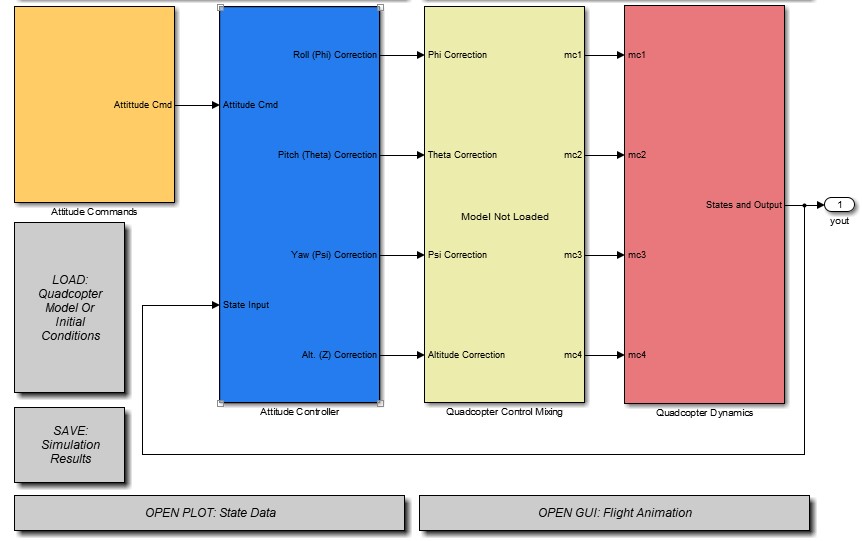 Roll (Phi) Correction
Phi Correction
mc1
mc1
Attittude Cmd
Attitude Cmd
Pitch (Theta) Correction
Theta Correction
mc2
mc2
States and Output
1
Attitude Commands
Model Not Loaded
yout
LOAD:
Quadcopter
Model Or
Initial
Conditions
Yaw (Psi) Correction
Psi Correction
mc3
mc3
State Input
Alt. (Z) Correction
Altitude Correction
mc4
mc4
Attitude Controller
Quadcopter Control Mixing
Quadcopter Dynamics
SAVE:
Simulation
Results
OPEN PLOT: State Data
OPEN GUI: Flight Animation